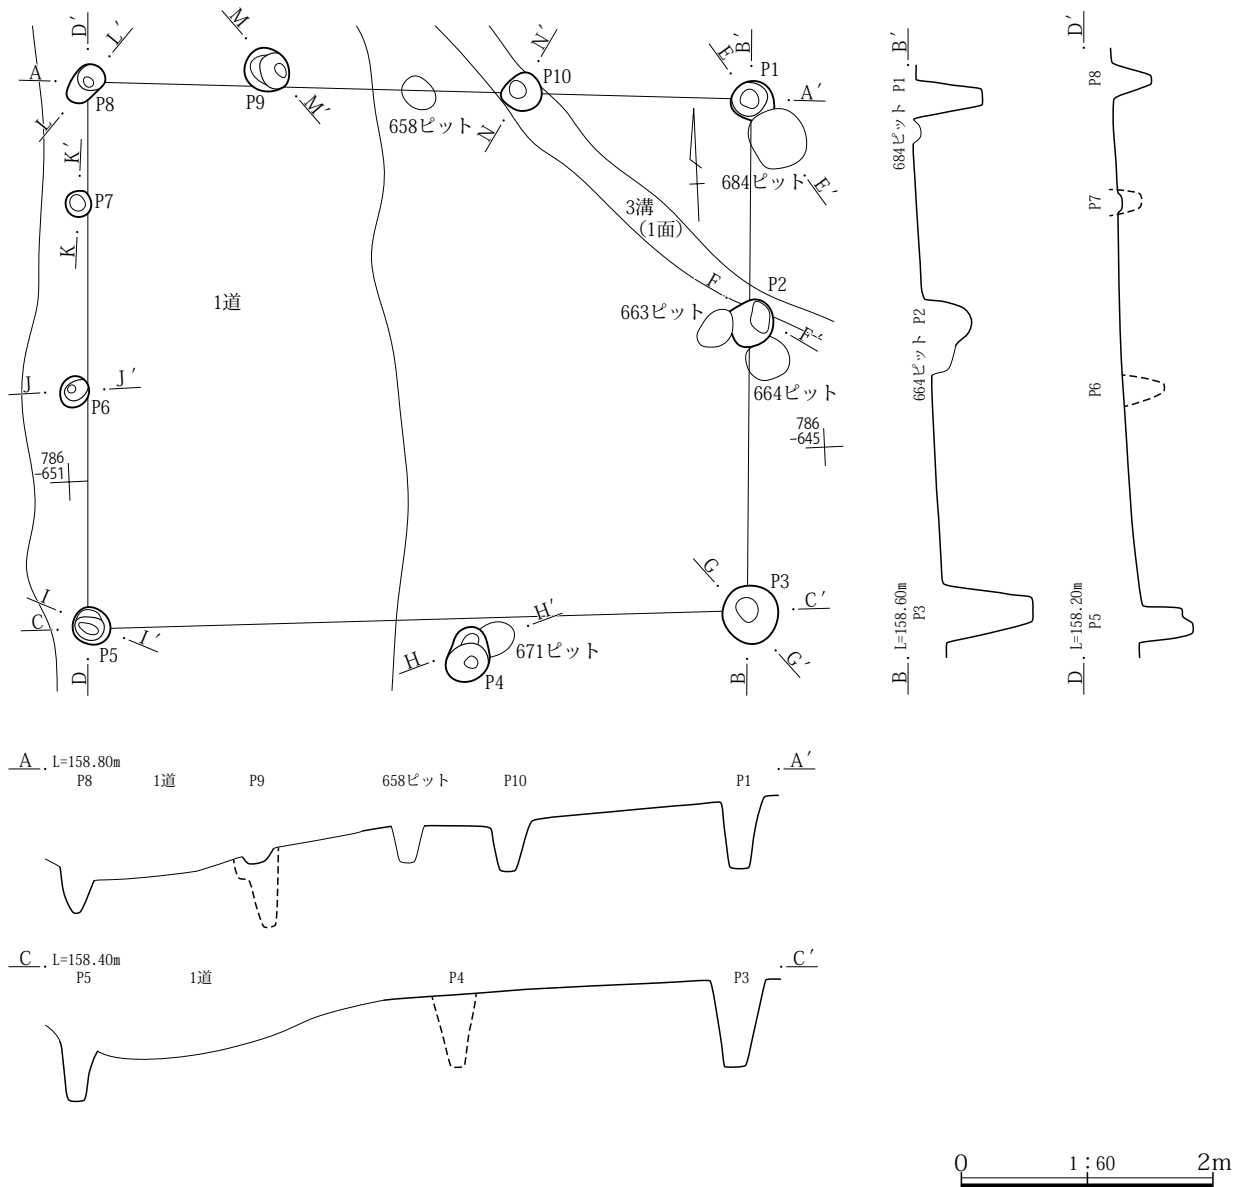 D′
L′
M
N′
E
B′
A
P8
P9
P10
P1
A′
L
M′
N
658ピット
K′
684ピット
E′
P7
3溝
（1面）
K
1道
F
P2
663ピット
F′
J
J′
P6
664ピット
786
-651
786
-645
G
P3
I
C
H′
C′
I′
P5
H
671ピット
G′
P4
D
B
B′
P1
684ピット
P2
664ピット
L=158.60m
P3
B
D′
P8
P7
P6
L=158.20m
P5
D
A
L=158.80m
A′
P8
1道
P9
658ピット
P10
P1
C
L=158.40m
C′
P5
1道
P4
P3
0
1：60
2m